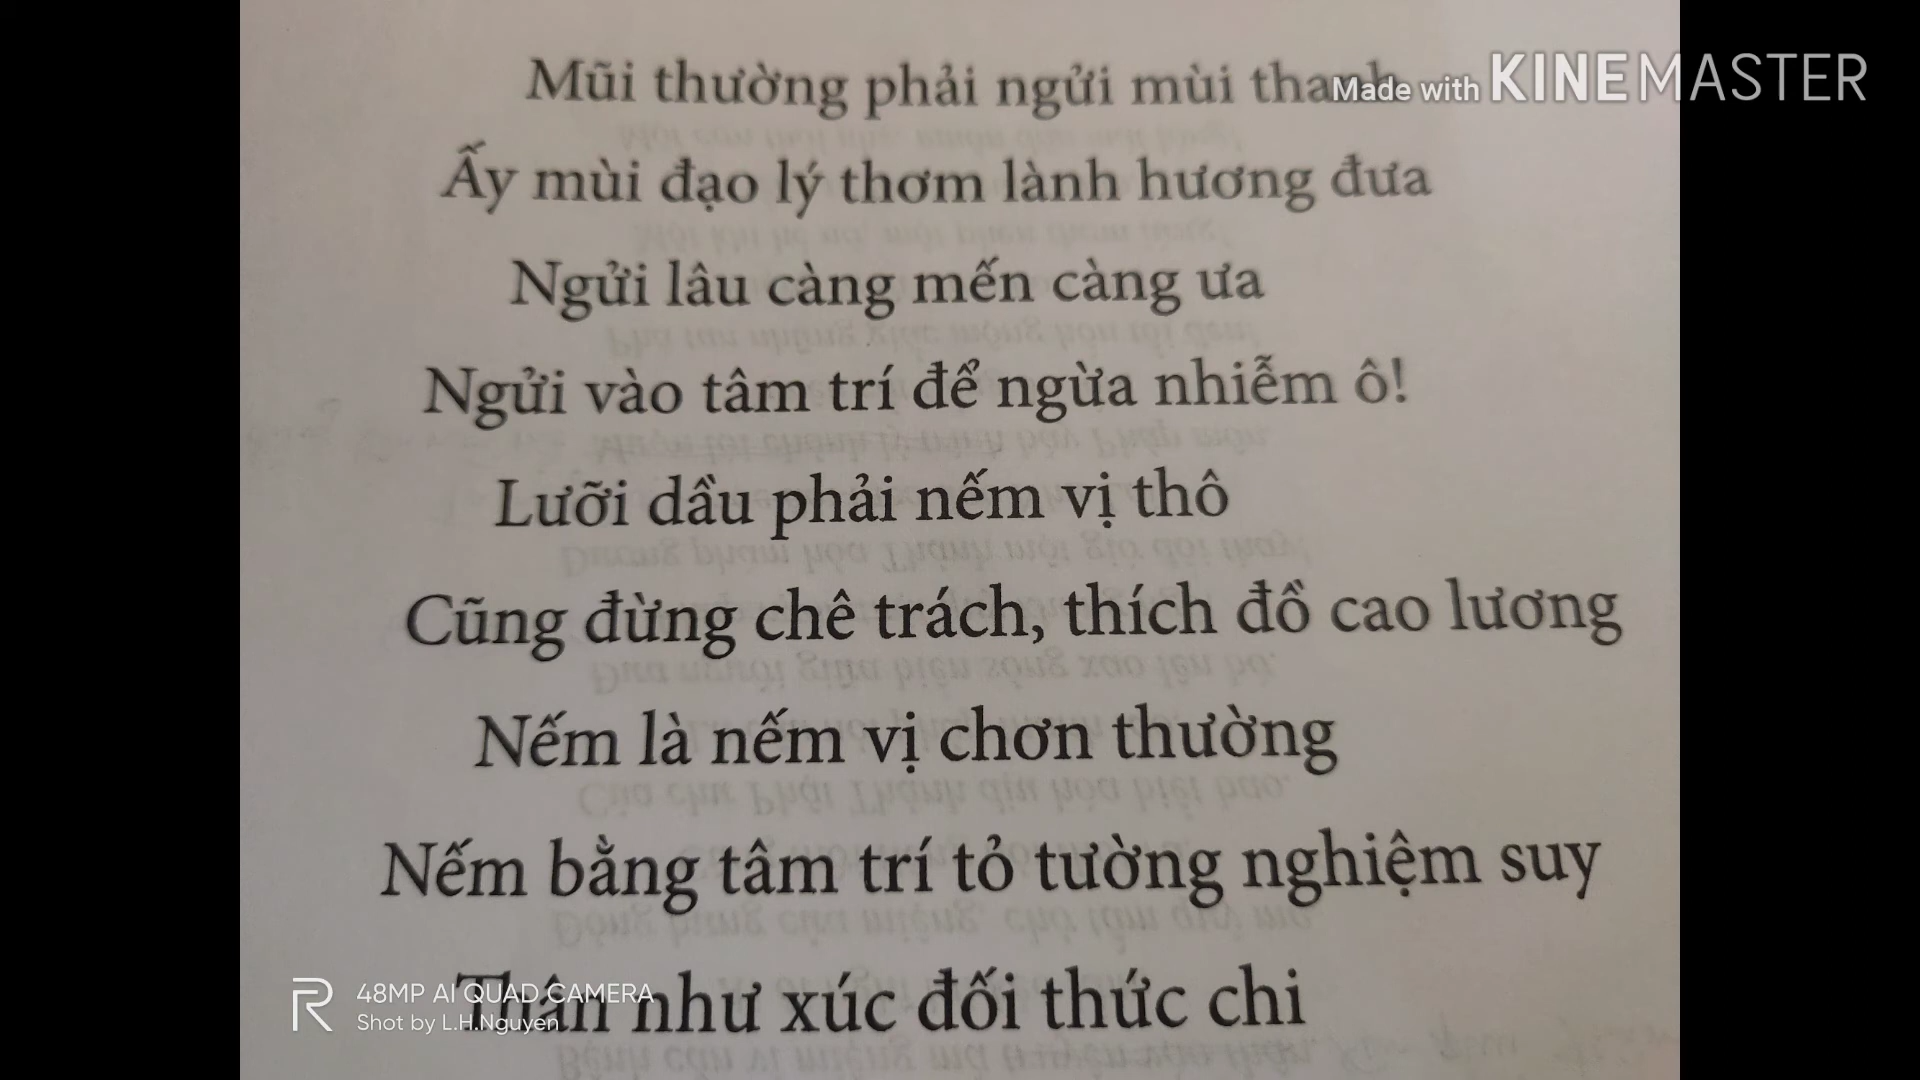 Mũi thường phải ngửi mùi thanh
Made with KINEMASTER
Ấy mùi đạo lý thơm lành hương đưa
Ngửi lâu càng mến càng ưa
Ngửi vào tâm trí để ngừa nhiễm ô!
Lưỡi dầu phải nếm vị thô
Cũng đừng chê trách, thích đồ cao lương
Nếm là nếm vị chơn thường
Nếm bằng tâm trí tỏ tường nghiệm suy
Thân như xúc đối thức chi
48MP AI QUAD CAMERA
Shot by L.H.Nguyen